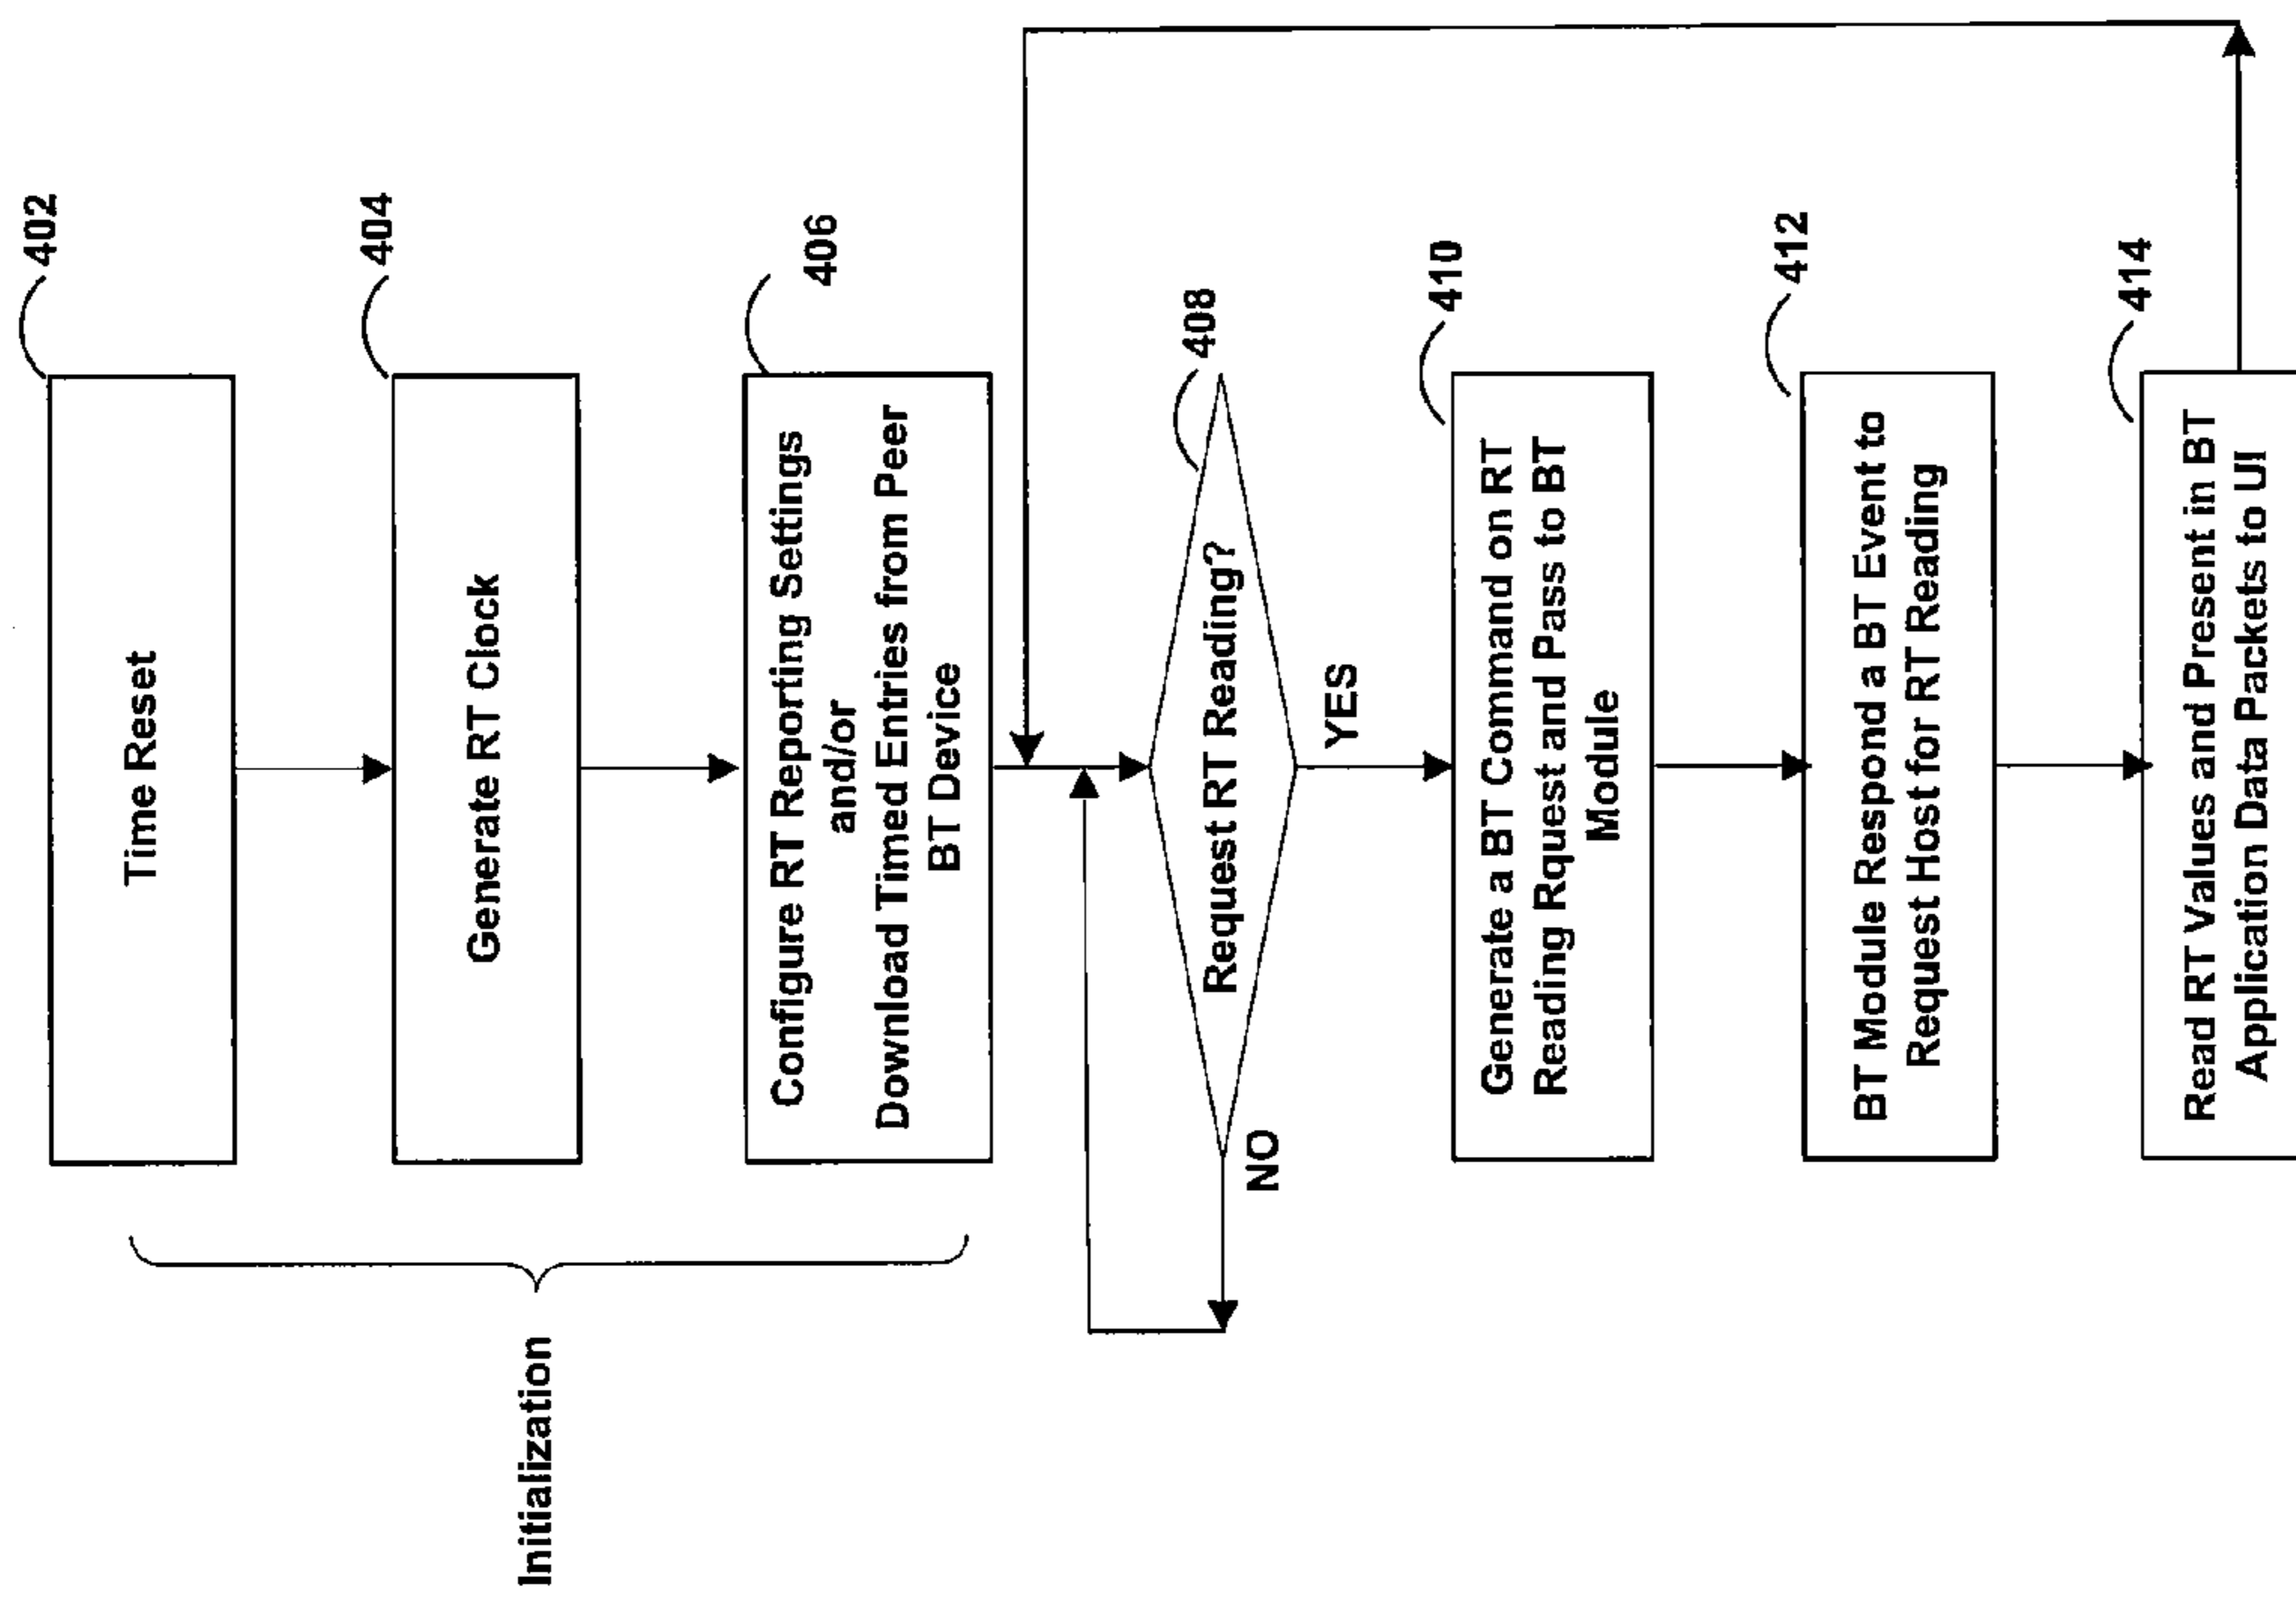 402
Time Reset
404
Generate RT Clock
406
Configure RT Reporting Settings
and/or
Download Timed Entries from Peer
BT Device
Initialization
408
Request RT Reading?
NO
YES
410
Generate a BT Command on RT
Reading Rquest and Pass to BT
Module
412
BT Module Respond a BT Event to
Request Host for RT Reading
414
Read RT Values and Present in BT
Application Data Packets to UI